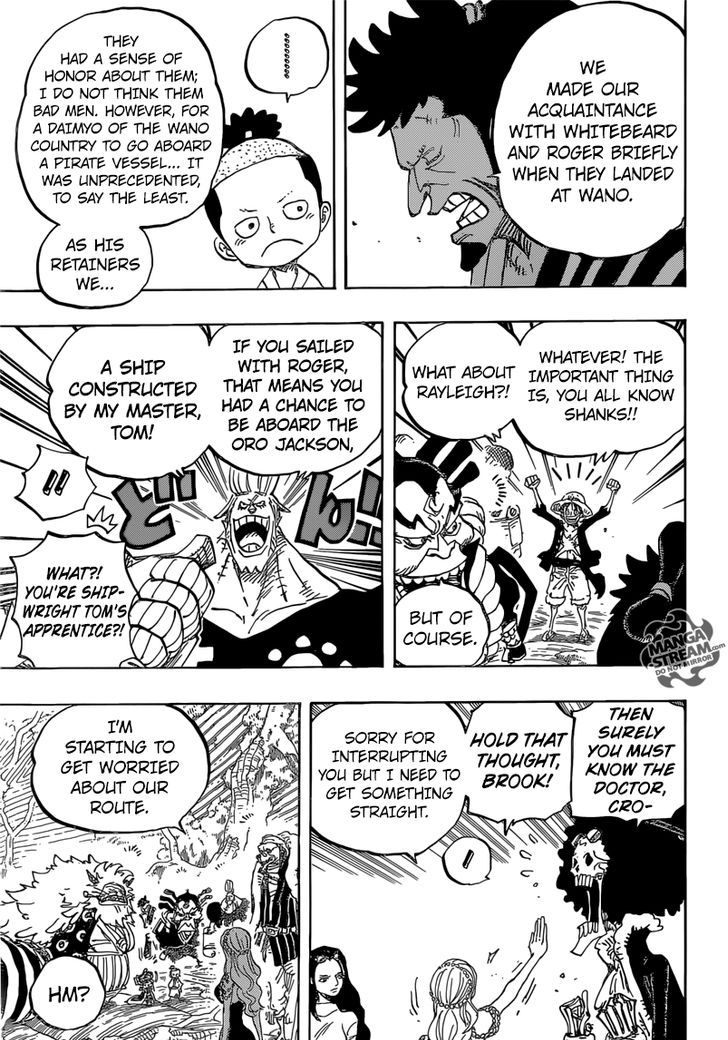 WE
MADE OUR
ACQUAINTANCE
WITH WHITEBEARD
AND ROGER BRIEFLY
WHEN THEY LANDED
AT WANO.
THEY
HAD A SENSE OF
HONOR ABOUT THEM;
I DO NOT THINK THEM
BAD MEN. HOWEVER, FOR
A DAIMYO OF THE WANO
COUNTRY TO GO ABOARD
A PIRATE VESSEL... IT
WAS UNPRECEDENTED,
TO SAY THE LEAST.
AS HIS
RETAINERS
WE...
WHATEVER! THE
IMPORTANT THING
IS, YOU ALL KNOW
SHANKS!!
WHAT ABOUT
RAYLEIGH?!
BUT OF
COURSE.
MANGA
STREAM.com
DO NOT MIRROR
IF YOU SAILED
WITH ROGER,
THAT MEANS YOU
HAD A CHANCE TO
BE ABOARD THE
ORO JACKSON,
A SHIP
CONSTRUCTED
BY MY MASTER,
TOM!
どん!!
!!
WHAT?!
YOU'RE SHIP-
WRIGHT TOM'S
APPRENTICE?!
THEN
SURELY
YOU MUST
KNOW THE
DOCTOR,
CRO-
HOLD THAT
THOUGHT,
BROOK!
SORRY FOR
INTERRUPTING
YOU BUT I NEED TO
GET SOMETHING
STRAIGHT.
!
I'M
STARTING TO
GET WORRIED
ABOUT OUR
ROUTE.
HM?